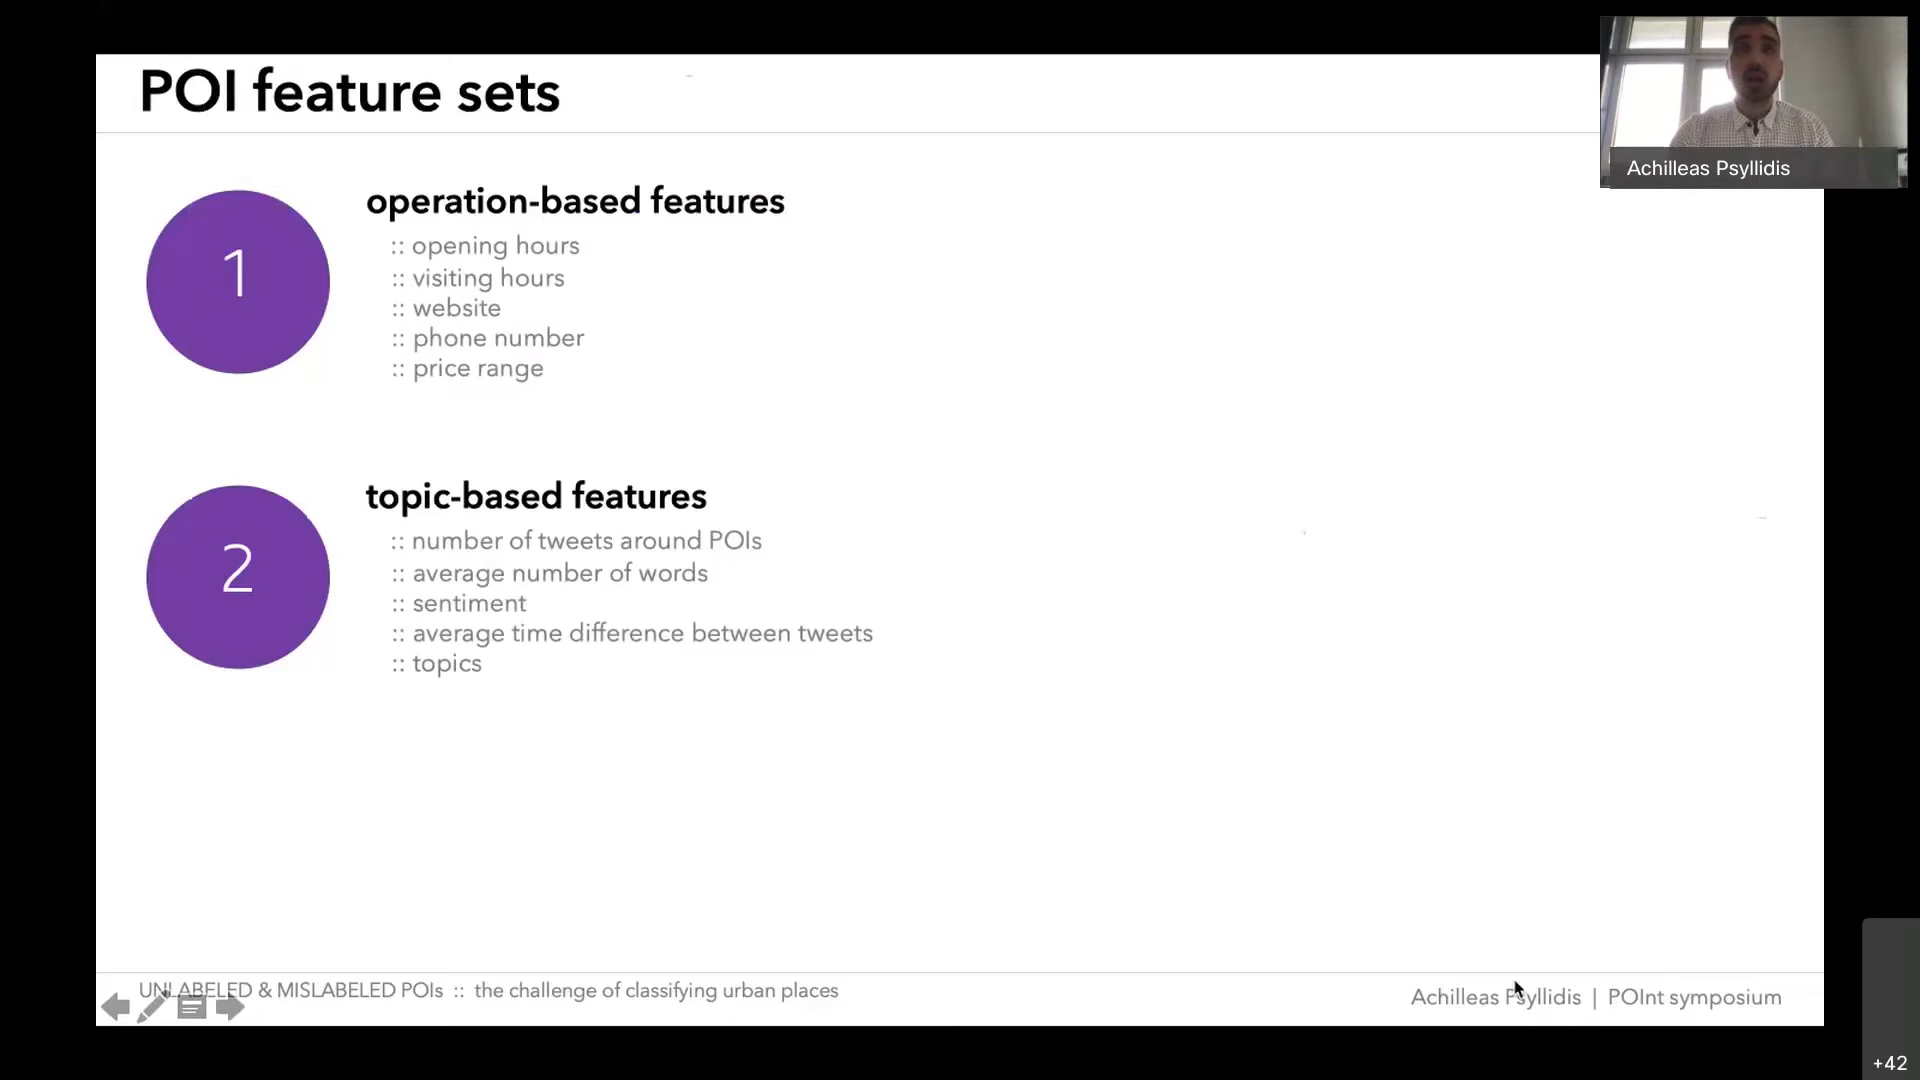 POI feature sets
Achilleas Psyllidis
1
operation-based features
:: opening hours
:: visiting hours
:: website
:: phone number
:: price range
2
topic-based features
:: number of tweets around POIs
:: average number of words
:: sentiment
:: average time difference between tweets
:: topics
UNLABELED & MISLABELED POIs :: the challenge of classifying urban places
Achilleas Psyllidis | POInt symposium
+42